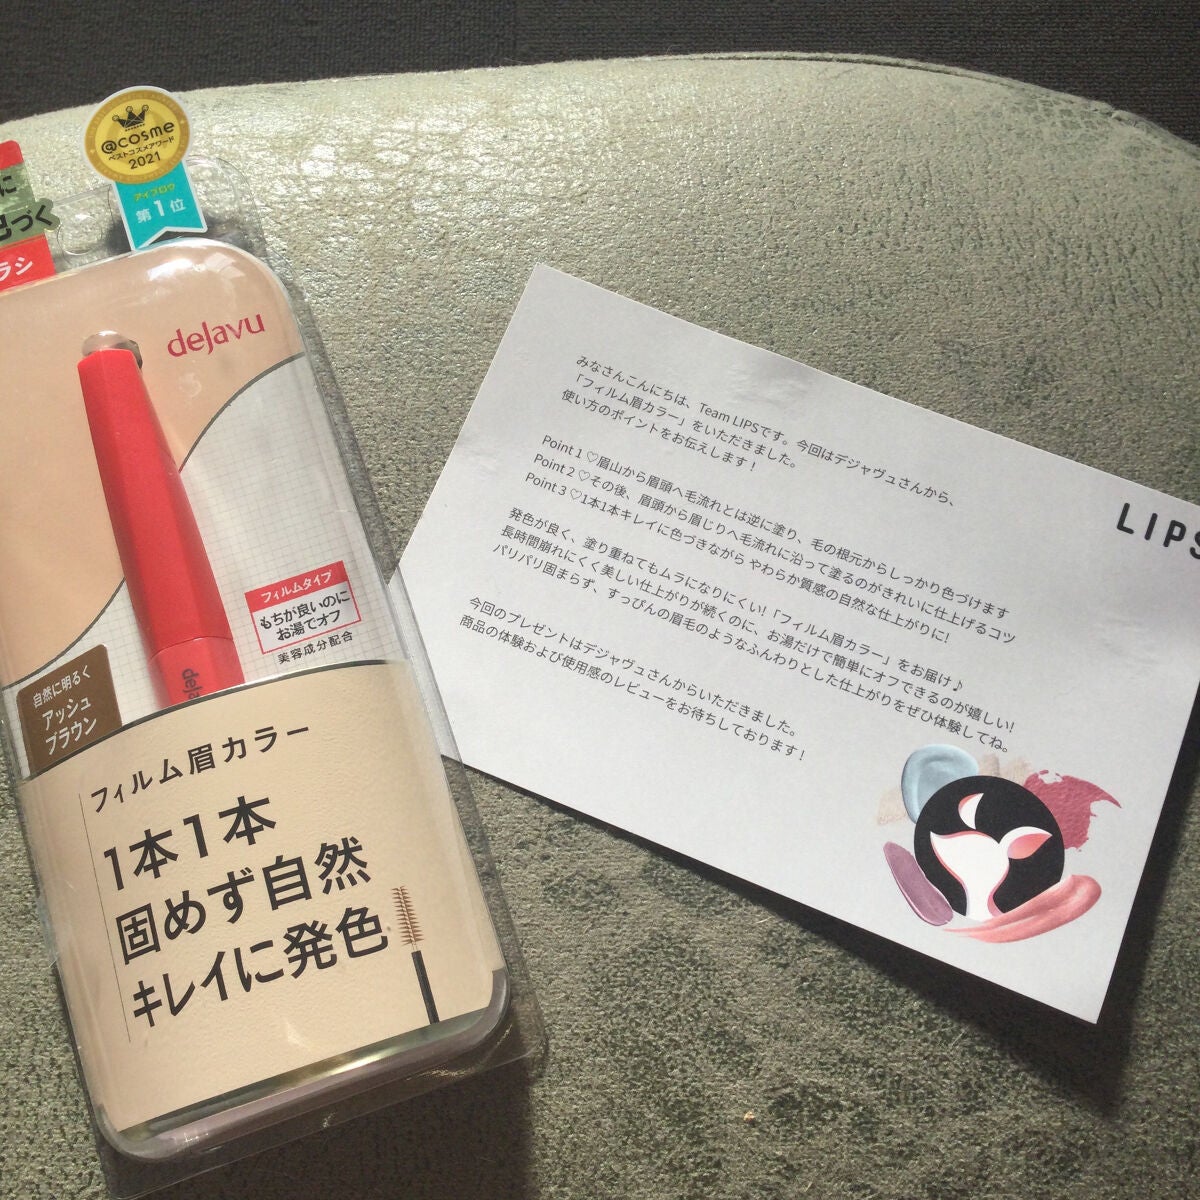 @cosme
ベストコスメアワード
2021
アイブロウ
第1位
に
づく
ラシ
dejavu
フィルムタイプ
もちが良いのに
お湯でオフ
美容成分配合
自然に明るく
アッシュ
ブラウン
フィルム眉カラー
1本1本
固めず自然
キレイに発色
みなさんこんにちは、Team LIPSです。今回はデジャヴュさんから、
「フィルム眉カラー」をいただきました。
使い方のポイントをお伝えします！
Point 1 ♡眉山から眉頭へ毛流れとは逆に塗り、毛の根元からしっかり色づけます
Point 2 ♡その後、眉頭から眉じりへ毛流れに沿って塗るのがきれいに仕上げるコツ
Point 3 ♡1本1本キレイに色づきながら やわらか質感の自然な仕上がりに!
発色が良く、塗り重ねてもムラになりにくい!「フィルム眉カラー」をお届け♪
長時間崩れにくく美しい仕上がりが続くのに、お湯だけで簡単にオフできるのが嬉しい!
パリパリ固まらず、すっぴんの眉毛のようなふんわりとした仕上がりをぜひ体験してね。
今回のプレゼントはデジャヴュさんからいただきました。
商品の体験および使用感のレビューをお待ちしております！
LIPS